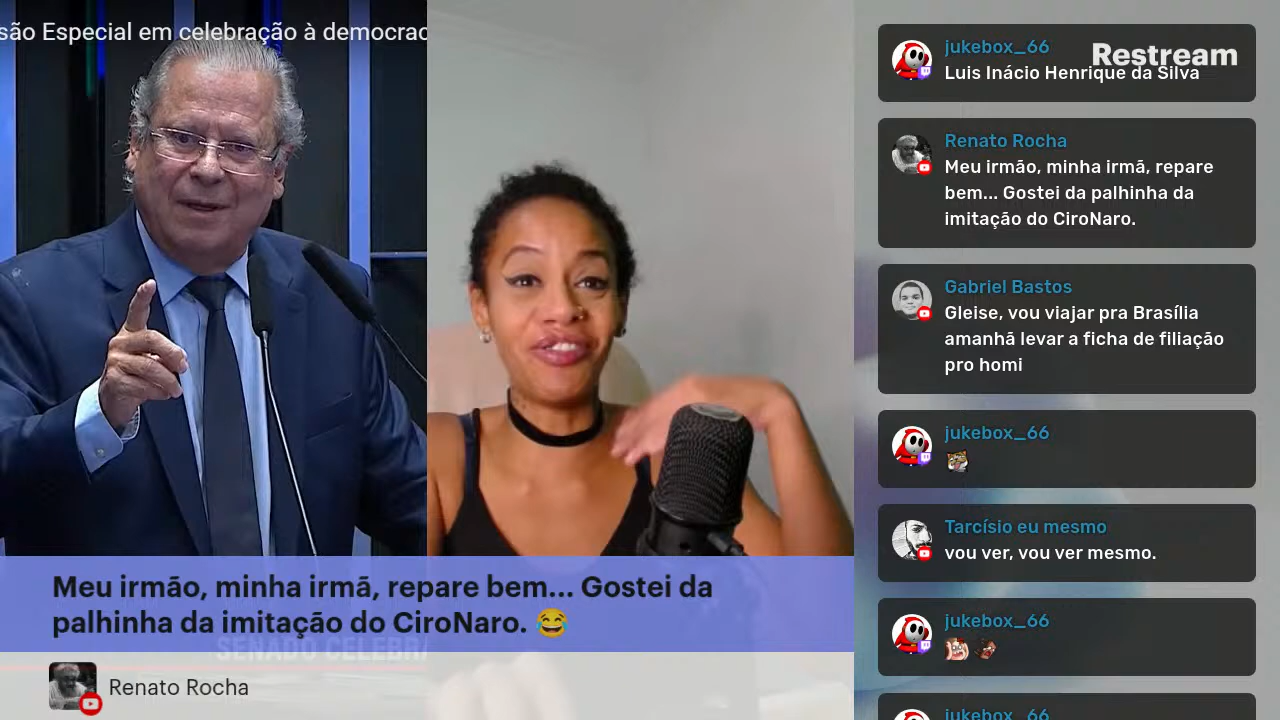 são Especial em celebração à democrac
Meu irmão, minha irmã, repare bem... Gostei da
palhinha da imitação do CiroNaro. 😂
SENADO CELEBRA
Renato Rocha
Restream
jukebox_66
Luis Inácio Henrique da Silva
Renato Rocha
Meu irmão, minha irmã, repare
bem... Gostei da palhinha da
imitação do CiroNaro.
Gabriel Bastos
Gleise, vou viajar pra Brasília
amanhã levar a ficha de filiação
pro homi
jukebox_66
Tarcísio eu mesmo
vou ver, vou ver mesmo.
jukebox_66
jukebox_66